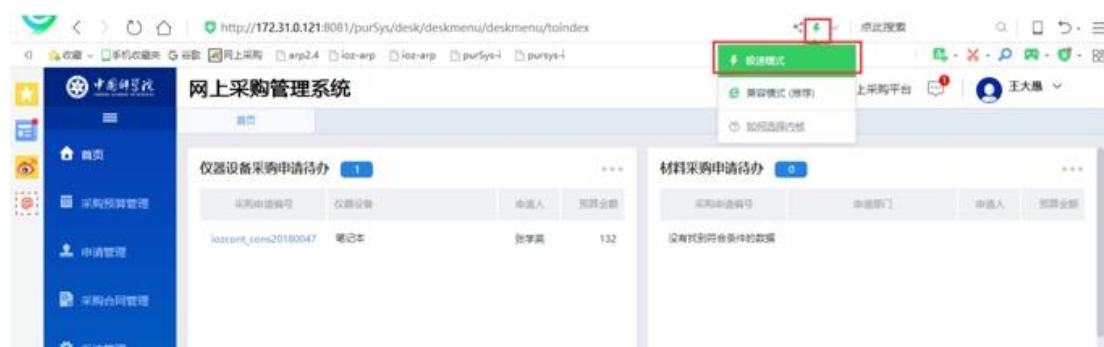 http://172.31.0.121:8081/purSys/desk/deskmenu/deskmenu/toindex
点此搜索
收藏
手机收藏夹
谷歌
网上采购
arp2.4
ioz-arp
ioz-arp
purSys-i
pursys-i
极速模式
兼容模式 (推荐)
如何选择内核
中国科学院
网上采购管理系统
上采购平台
王大愚
首页
首页
采购预算管理
申请管理
采购合同管理
仪器设备采购申请待办 1
采购申请编号 仪器设备 申请人 预算金额
iozcont_cons20180047 笔记本 张学英 132
材料采购申请待办 0
采购申请编号 申请部门 申请人 预算金额
没有找到符合条件的数据